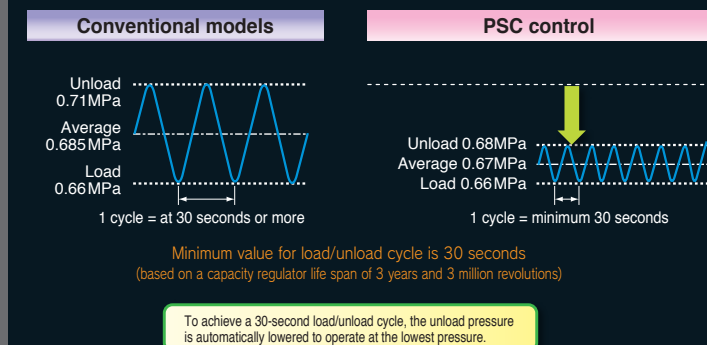 Conventional models
Unload
0.71MPa
Average
0.685MPa
Load
0.66MPa
1 cycle = at 30 seconds or more
PSC control
Unload 0.68MPa
Average 0.67MPa
Load 0.66MPa
1 cycle = minimum 30 seconds
Minimum value for load/unload cycle is 30 seconds
(based on a capacity regulator life span of 3 years and 3 million revolutions)
To achieve a 30-second load/unload cycle, the unload pressure
is automatically lowered to operate at the lowest pressure.